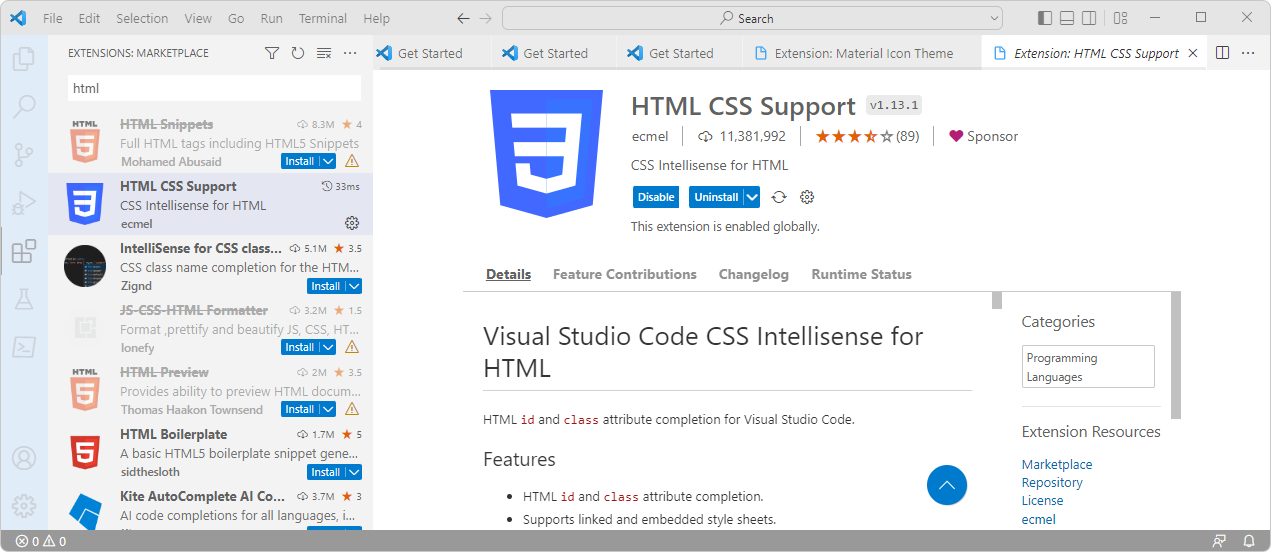 File Edit Selection View Go Run Terminal Help Search
EXTENSIONS: MARKETPLACE
html
HTML Snippets 8.3M 4
Full HTML tags including HTML5 Snippets
Mohamed Abusaid Install
HTML CSS Support 33ms
CSS Intellisense for HTML
ecmel
IntelliSense for CSS class... 5.1M 3.5
CSS class name completion for the HTM...
Zignd Install
JS-CSS-HTML Formatter 3.2M 1.5
Format ,prettify and beautify JS, CSS, HT...
lonefy Install
HTML Preview 2M 3.5
Provides ability to preview HTML docum...
Thomas Haakon Townsend Install
HTML Boilerplate 1.7M 5
A basic HTML5 boilerplate snippet gene...
sidthesloth Install
Kite AutoComplete AI Co... 3.7M 3
AI code completions for all languages, i...
Get Started Get Started Get Started Extension: Material Icon Theme Extension: HTML CSS Support
HTML CSS Support v1.13.1
ecmel 11,381,992 (89) Sponsor
CSS Intellisense for HTML
Disable Uninstall
This extension is enabled globally.
Details Feature Contributions Changelog Runtime Status
Visual Studio Code CSS Intellisense for
HTML
HTML id and class attribute completion for Visual Studio Code.
Features
• HTML id and class attribute completion.
• Supports linked and embedded style sheets.
Categories
Programming
Languages
Extension Resources
Marketplace
Repository
License
ecmel
0 0